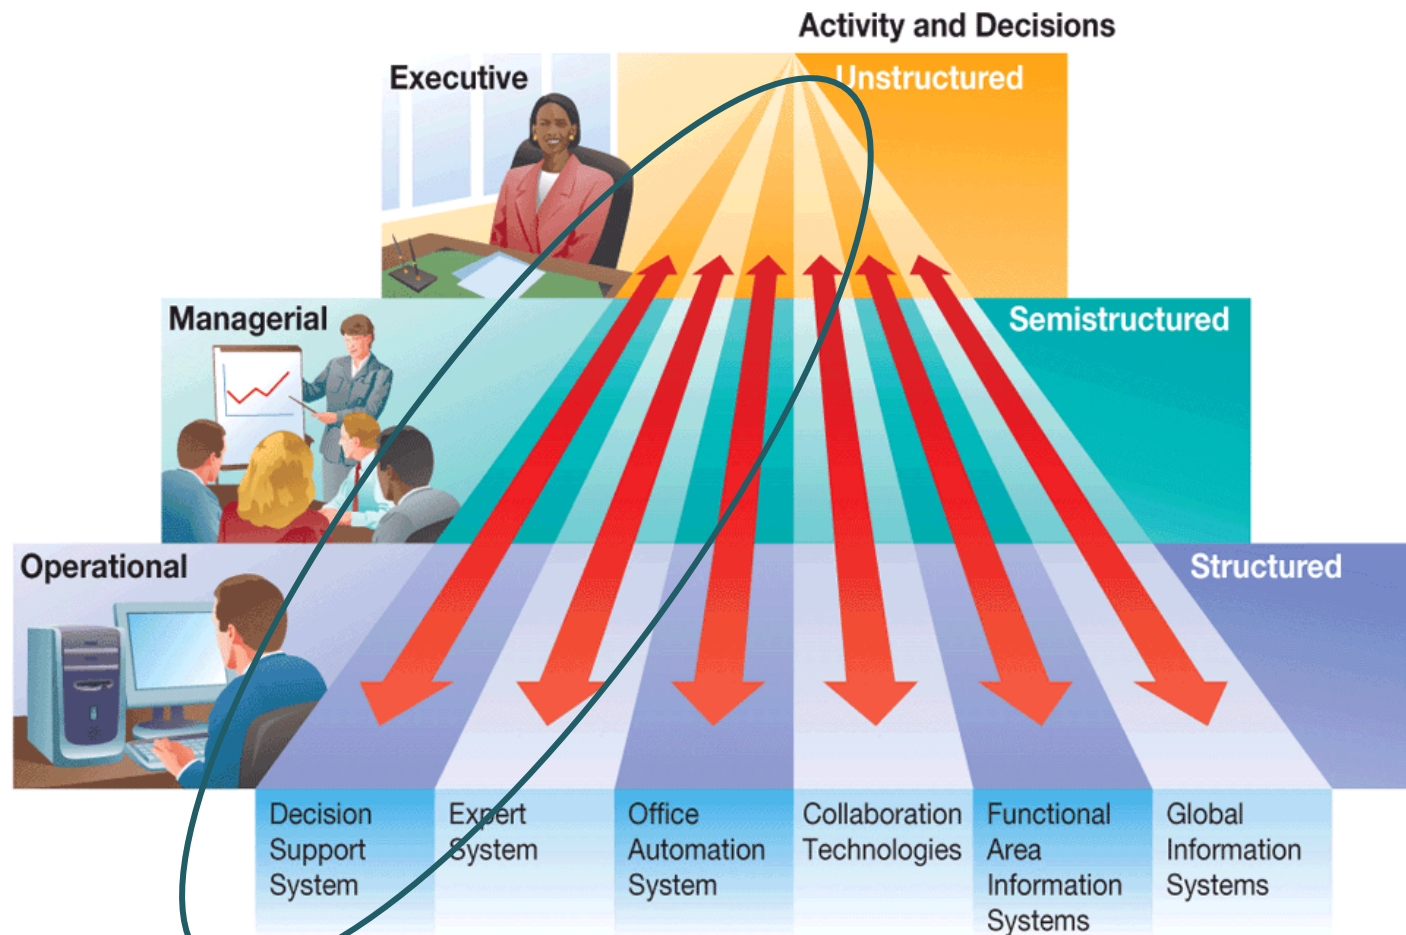 Activity and Decisions
Executive
Unstructured
Managerial
Semistructured
Operational
Structured
Decision
Support
System
Expert
System
Office
Automation
System
Collaboration
Technologies
Functional
Area
Information
Systems
Global
Information
Systems